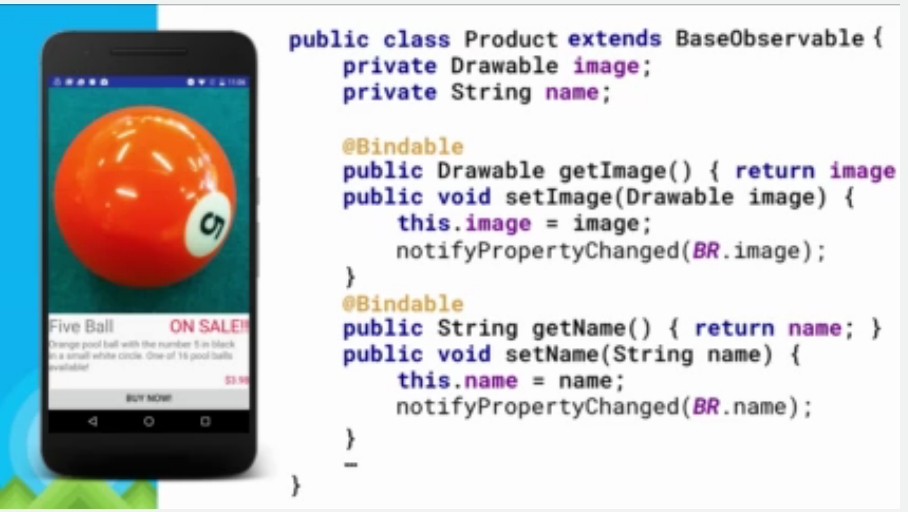 5
Five Ball ON SALE!!
Orange pool ball with the number 5 in black
in a small white circle. One of 16 pool balls
available!
$3.98
BUY NOW!
public class Product extends BaseObservable {
private Drawable image;
private String name;
@Bindable
public Drawable getImage() { return image
public void setImage(Drawable image) {
this.image = image;
notifyPropertyChanged(BR.image);
}
@Bindable
public String getName() { return name; }
public void setName(String name) {
this.name = name;
notifyPropertyChanged(BR.name);
}
…
}